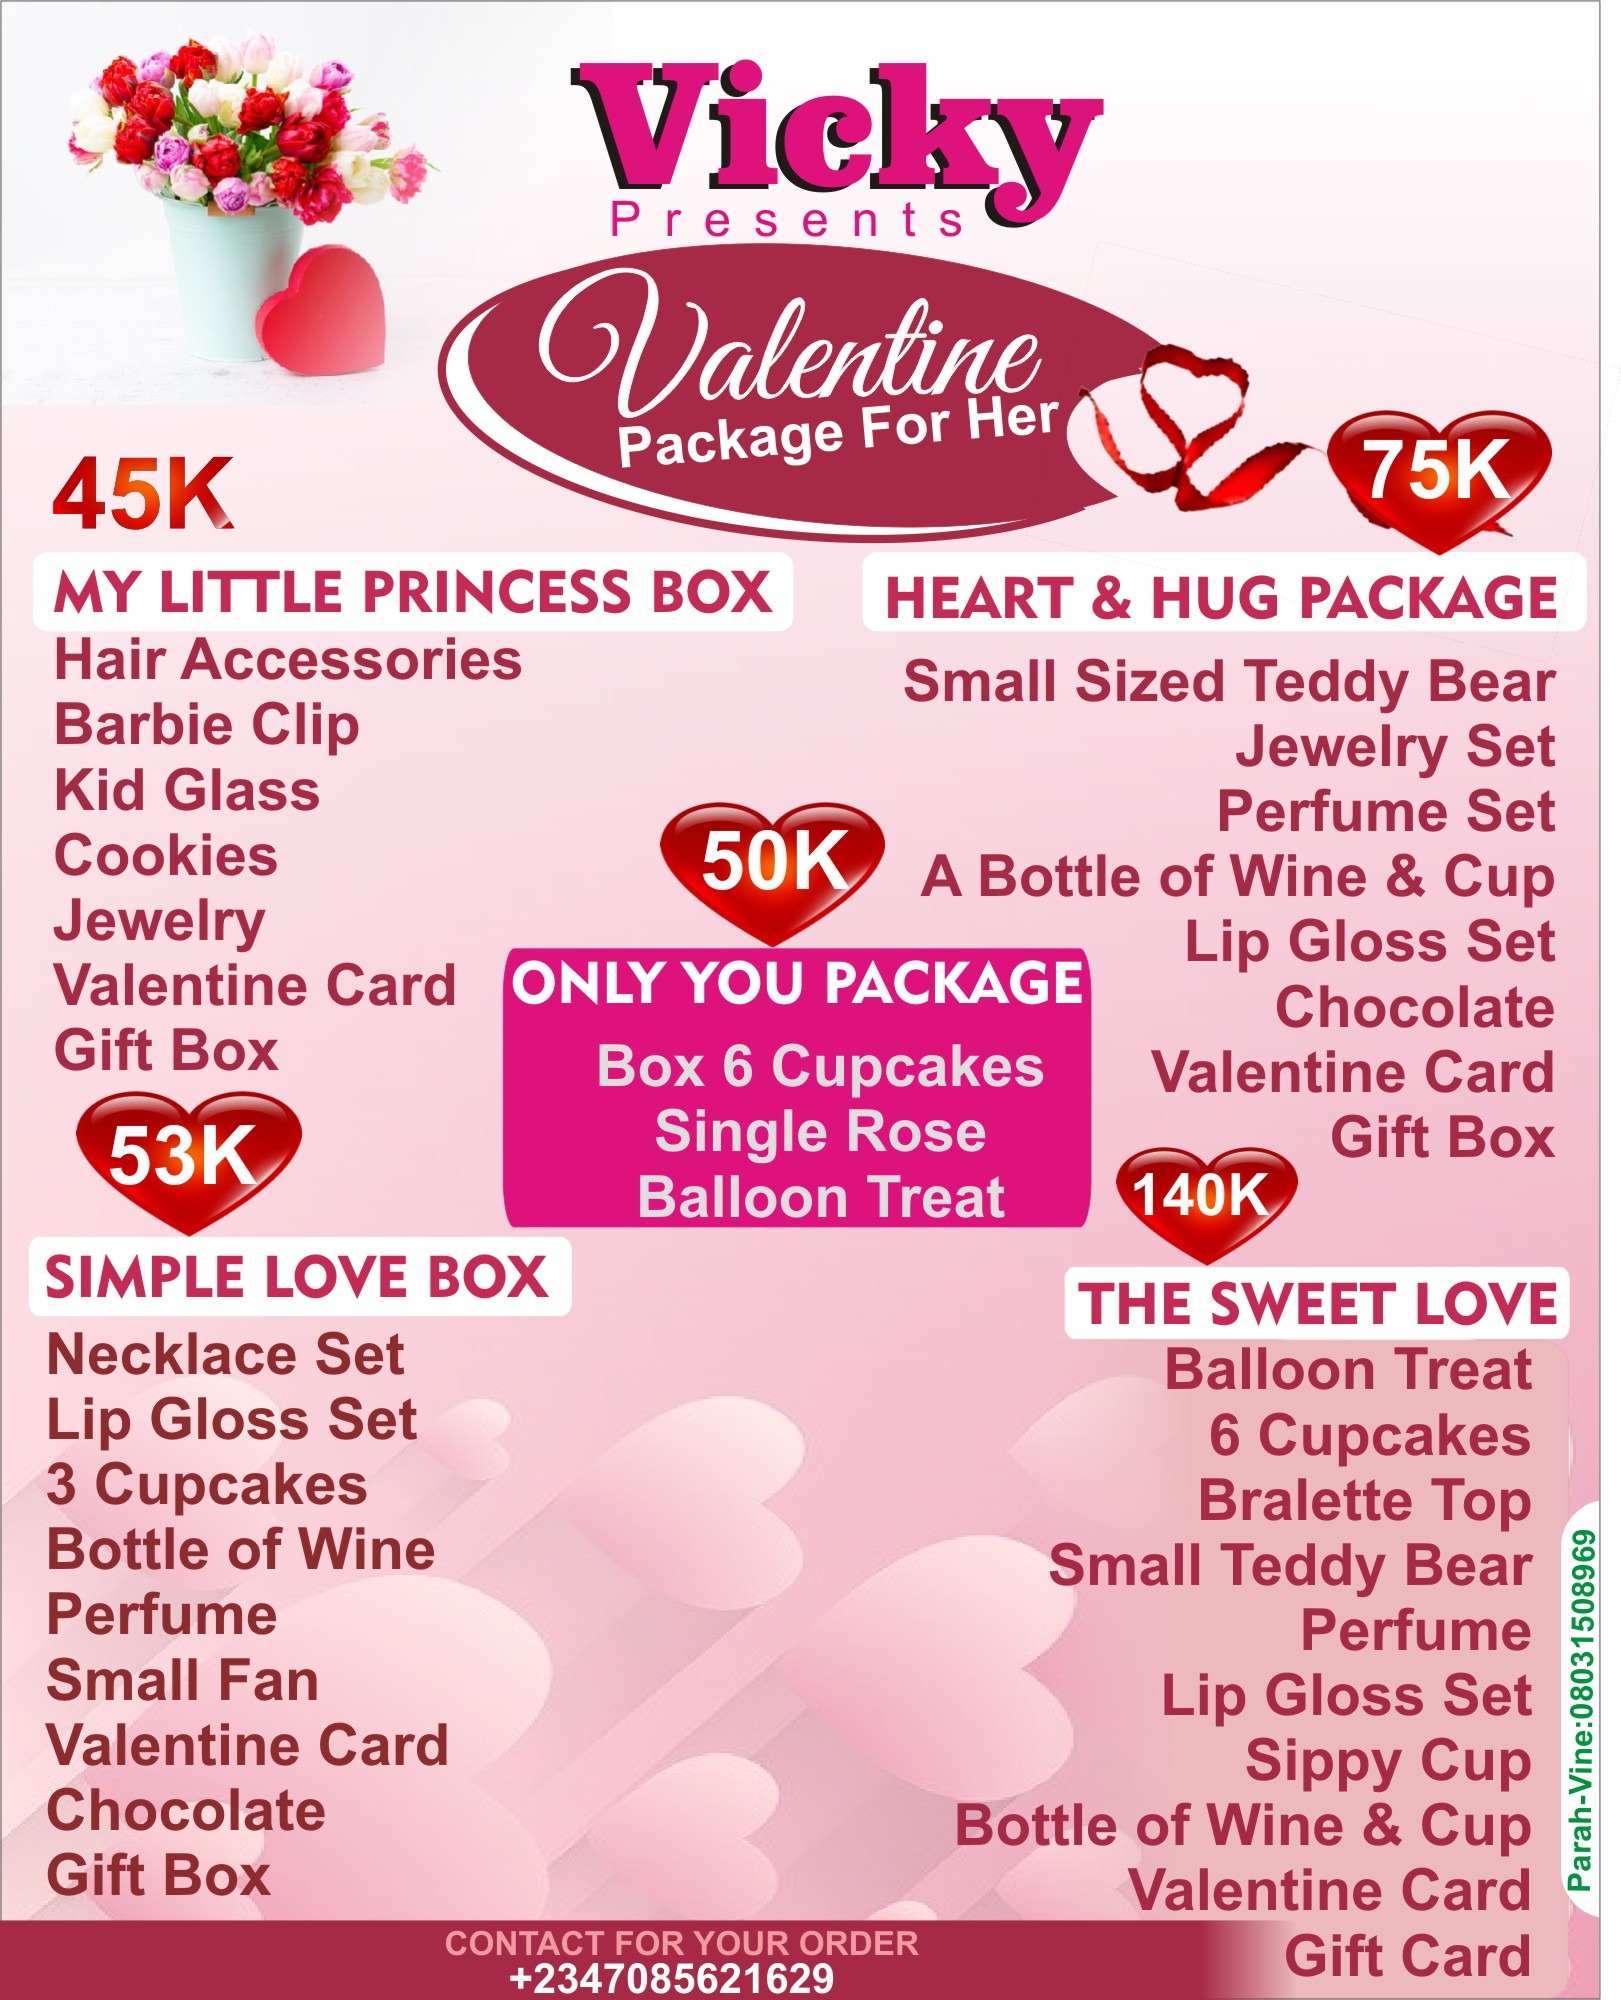 Vicky
Presents
Valentine
Package For Her
45K
MY LITTLE PRINCESS BOX
Hair Accessories
Barbie Clip
Kid Glass
Cookies
Jewelry
Valentine Card
Gift Box
75K
HEART & HUG PACKAGE
Small Sized Teddy Bear
Jewelry Set
Perfume Set
A Bottle of Wine & Cup
Lip Gloss Set
Chocolate
Valentine Card
Gift Box
50K
ONLY YOU PACKAGE
Box 6 Cupcakes
Single Rose
Balloon Treat
53K
SIMPLE LOVE BOX
Necklace Set
Lip Gloss Set
3 Cupcakes
Bottle of Wine
Perfume
Small Fan
Valentine Card
Chocolate
Gift Box
140K
THE SWEET LOVE
Balloon Treat
6 Cupcakes
Bralette Top
Small Teddy Bear
Perfume
Lip Gloss Set
Sippy Cup
Bottle of Wine & Cup
Valentine Card
Gift Card
Parah-Vine:08031508969
CONTACT FOR YOUR ORDER
+2347085621629